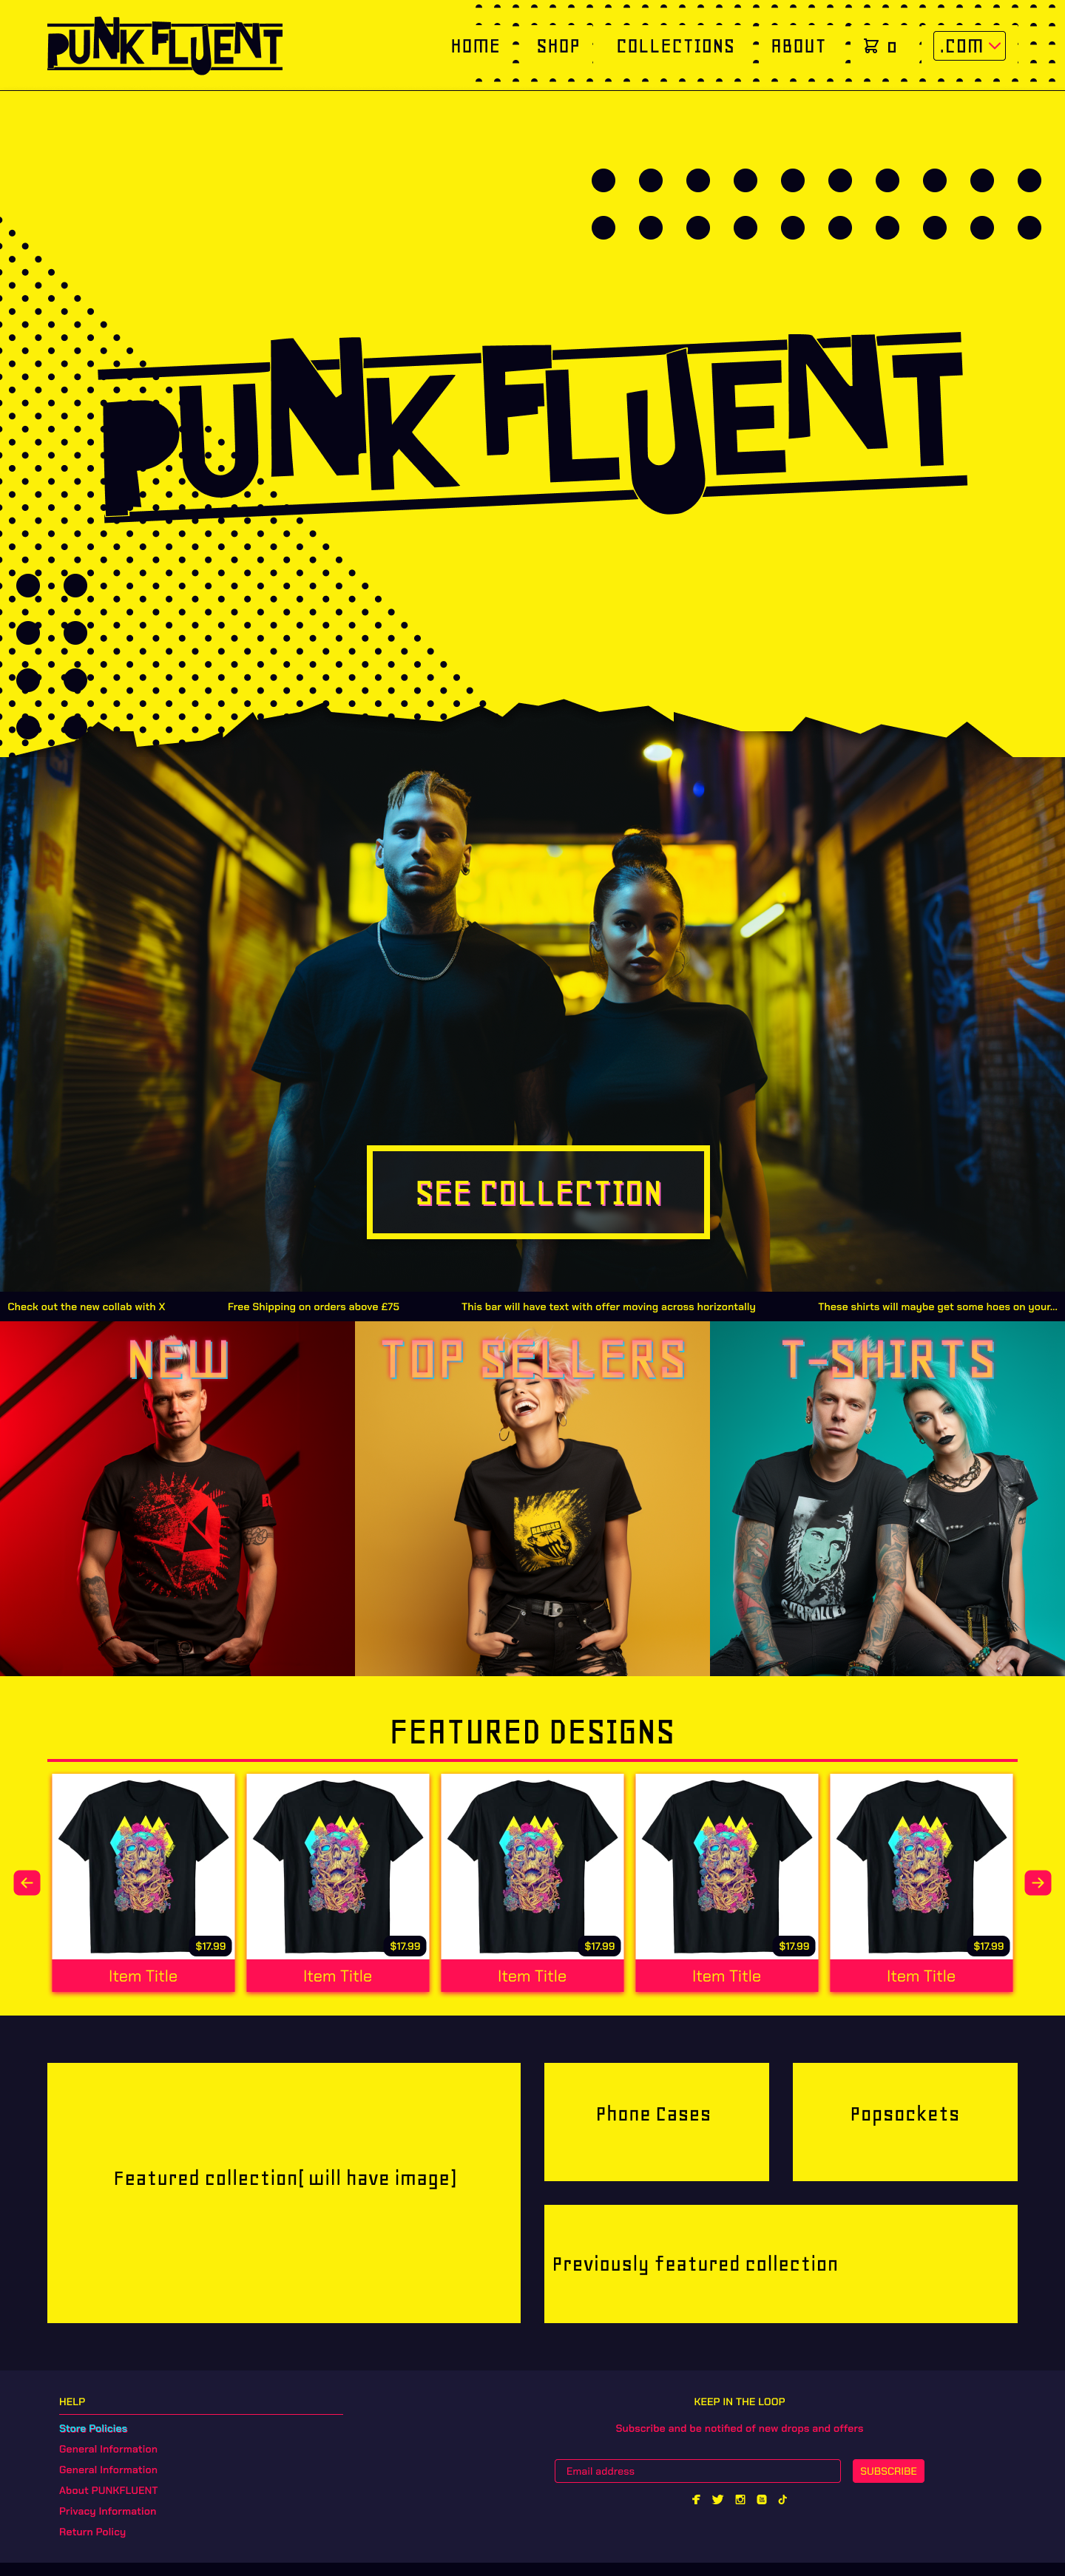 PUNK FLUENT
HOME SHOP COLLECTIONS ABOUT 0 .COM
PUNK FLUENT
SEE COLLECTION
Check out the new collab with X Free Shipping on orders above £75 This bar will have text with offer moving across horizontally These shirts will maybe get some hoes on your...
NEW TOP SELLERS T-SHIRTS
FEATURED DESIGNS
$17.99 $17.99 $17.99 $17.99 $17.99
Item Title Item Title Item Title Item Title Item Title
Phone Cases Popsockets
Featured collection[ will have image]
Previously featured collection
HELP
Store Policies
General Information
General Information
About PUNKFLUENT
Privacy Information
Return Policy
KEEP IN THE LOOP
Subscribe and be notified of new drops and offers
Email address SUBSCRIBE